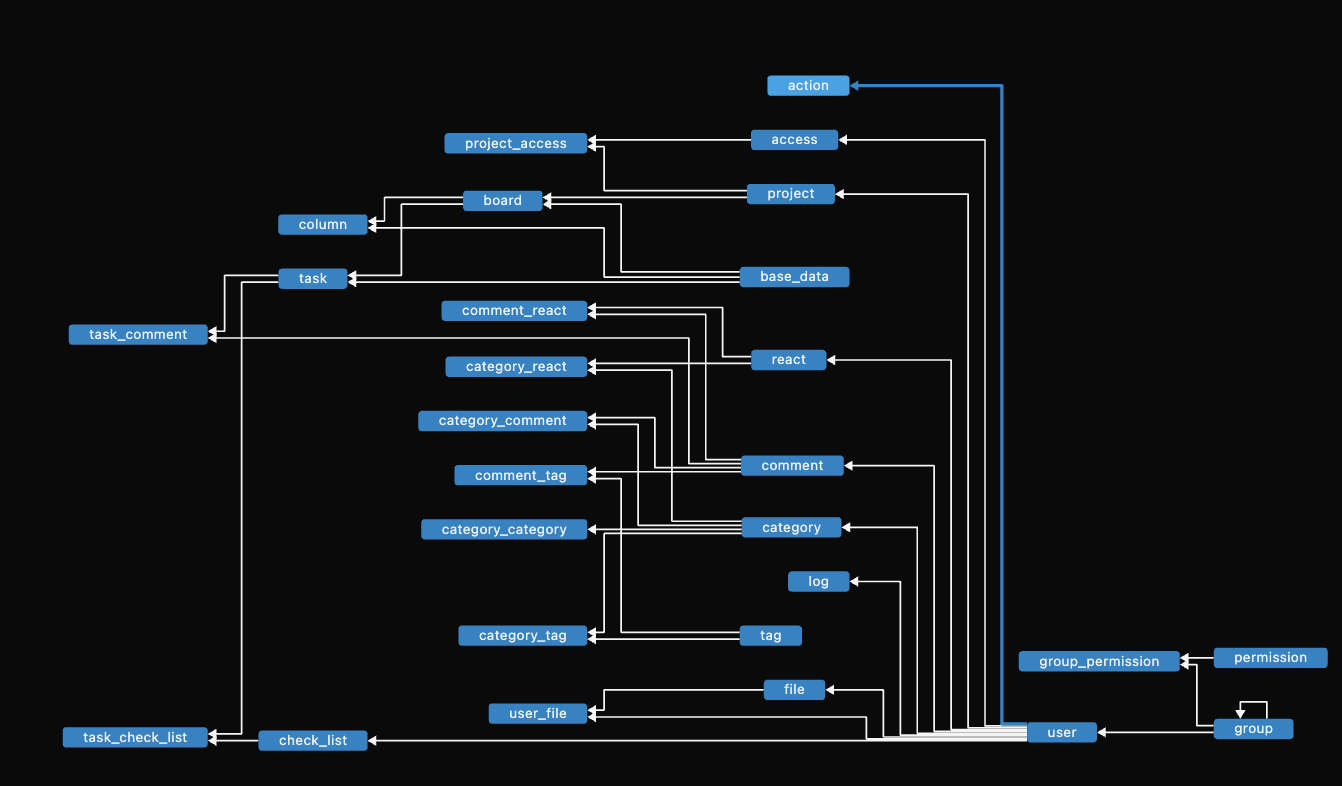 action
project_access
access
board
project
column
task
base_data
comment_react
task_comment
react
category_react
category_comment
comment
comment_tag
category_category
category
log
category_tag
tag
group_permission
permission
file
user_file
task_check_list
check_list
user
group